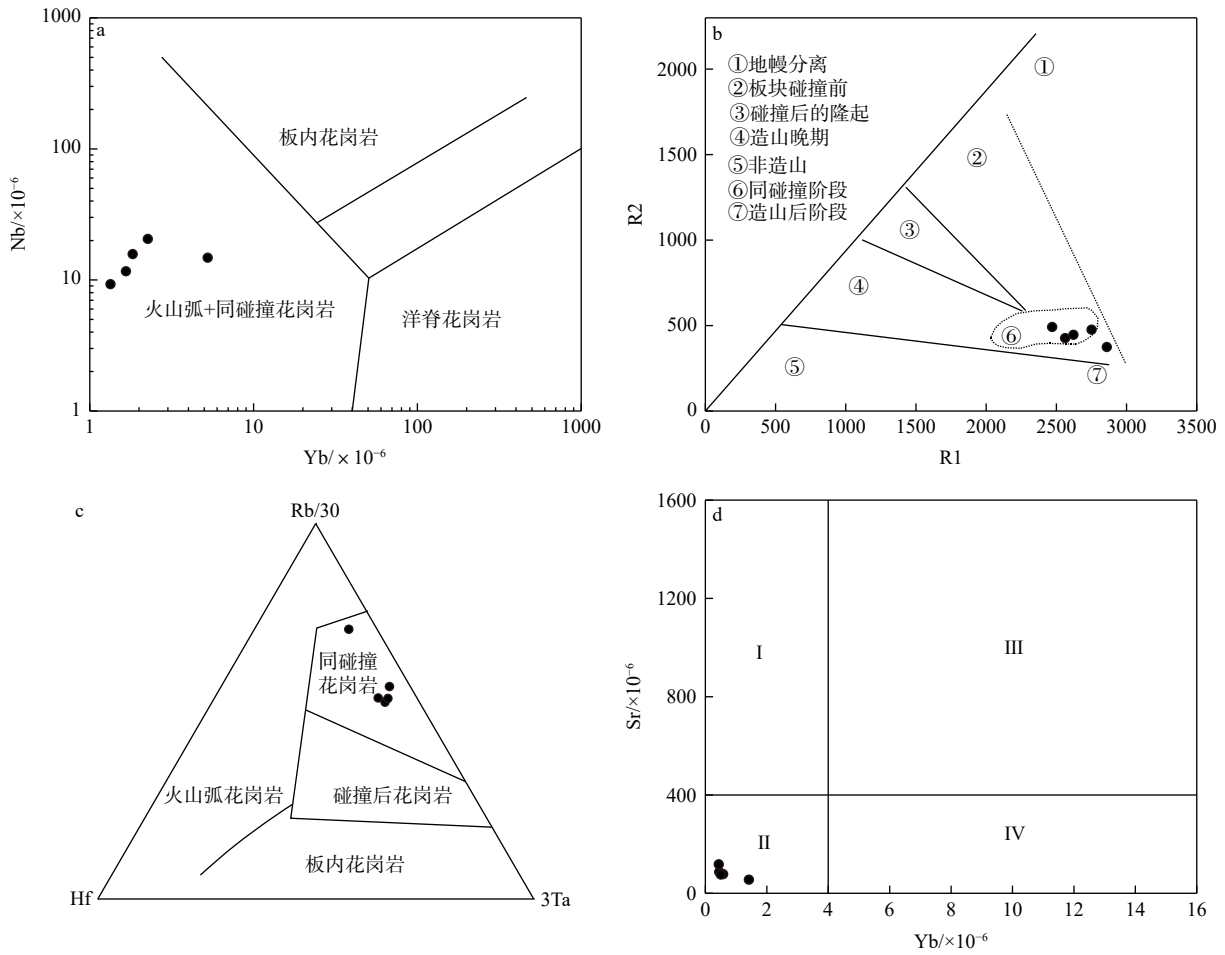 a
1000
100
10
1
Nb/×10⁻⁶
板内花岗岩
火山弧+同碰撞花岗岩
洋脊花岗岩
1 10 100 1000
Yb/×10⁻⁶
b
①地幔分离
②板块碰撞前
③碰撞后的隆起
④造山晚期
⑤非造山
⑥同碰撞阶段
⑦造山后阶段
①
②
③
④
⑥
⑤
⑦
2000
1500
1000
500
0
R2
0 500 1000 1500 2000 2500 3000 3500
R1
c
Rb/30
同碰撞
花岗岩
火山弧花岗岩
碰撞后花岗岩
板内花岗岩
Hf
3Ta
d
1600
1200
800
400
0
Sr/×10⁻⁶
I
III
II
IV
0 2 4 6 8 10 12 14 16
Yb/×10⁻⁶